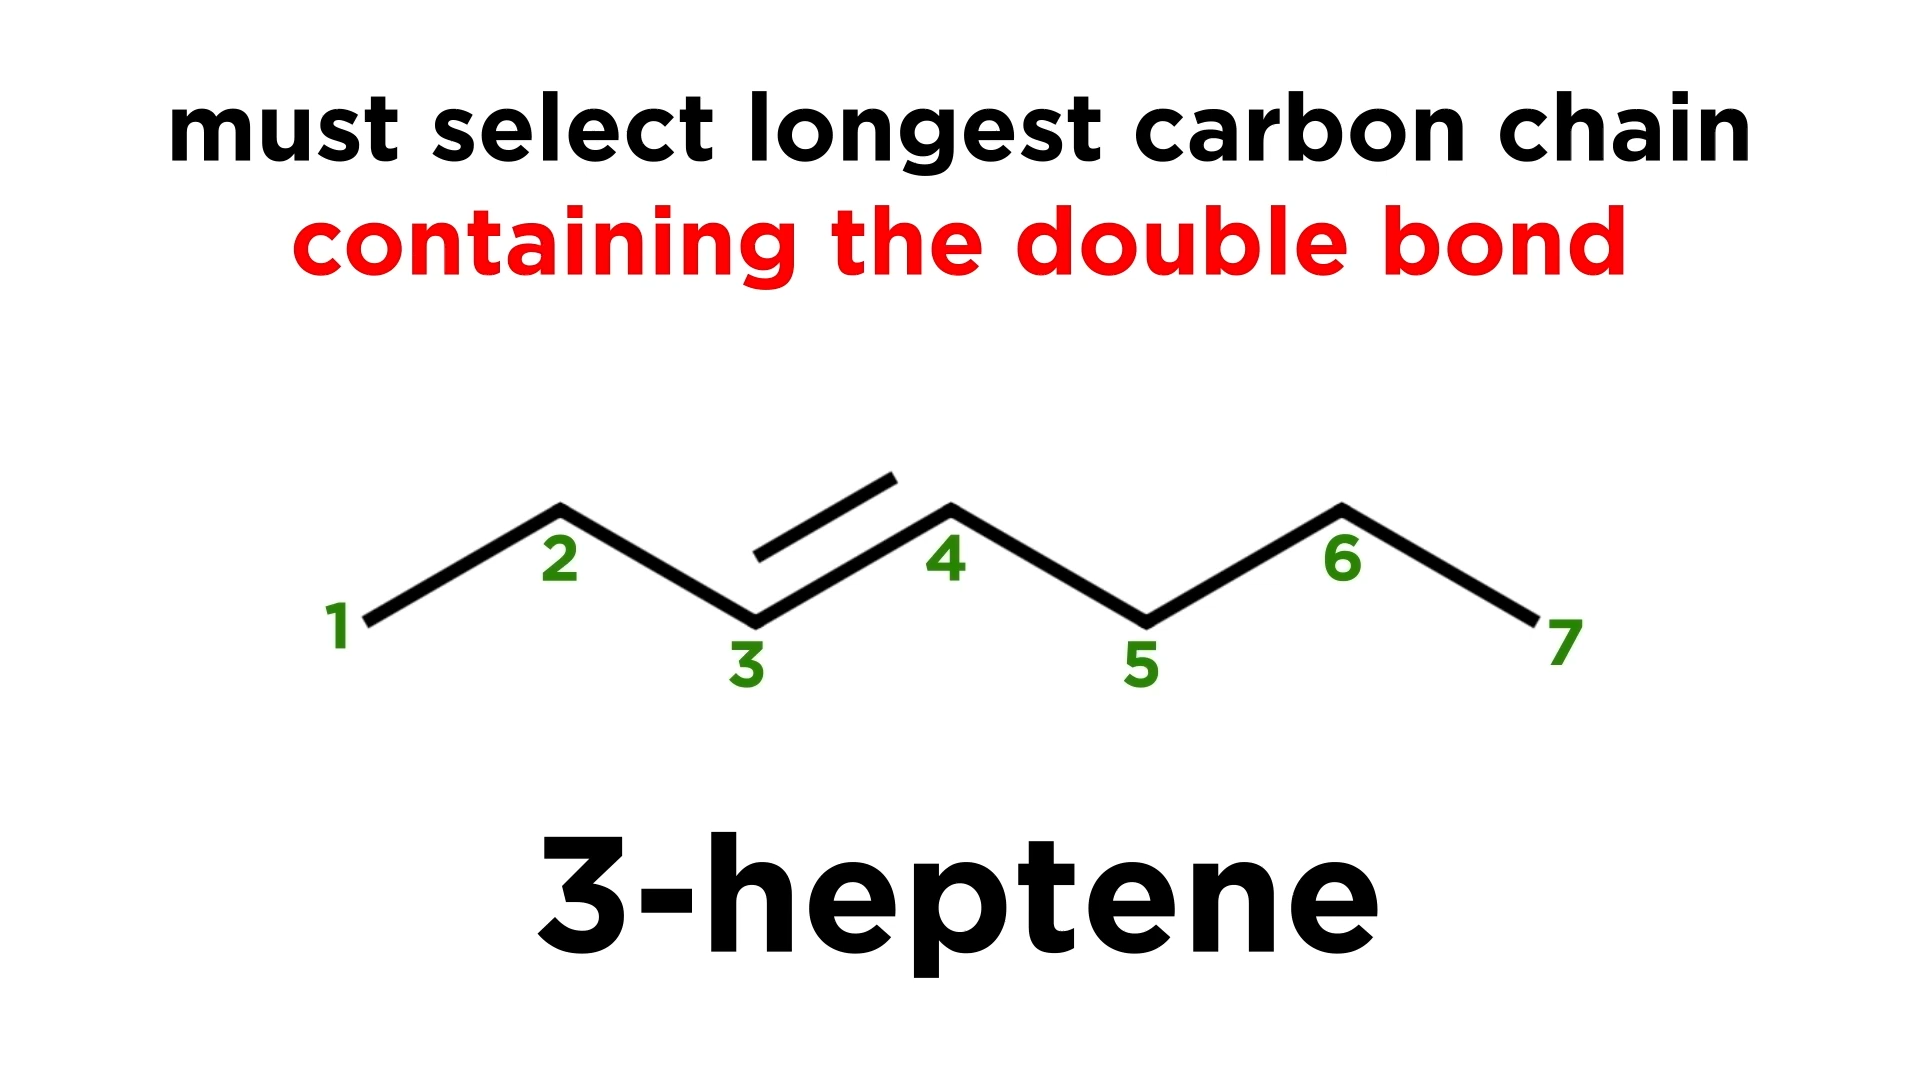 must select longest carbon chain
containing the double bond
2 4 6
1 3 5 7
3-heptene